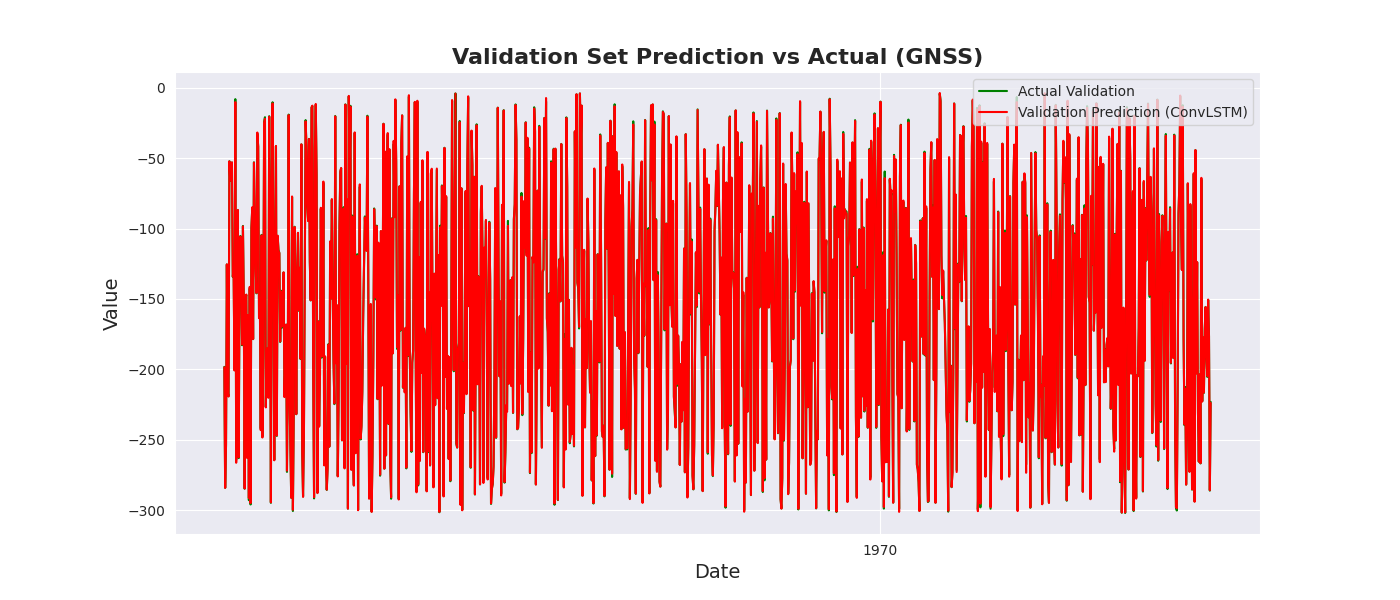 Validation Set Prediction vs Actual (GNSS)
Actual Validation
Validation Prediction (ConvLSTM)
0
−50
−100
−150
−200
−250
−300
Value
1970
Date